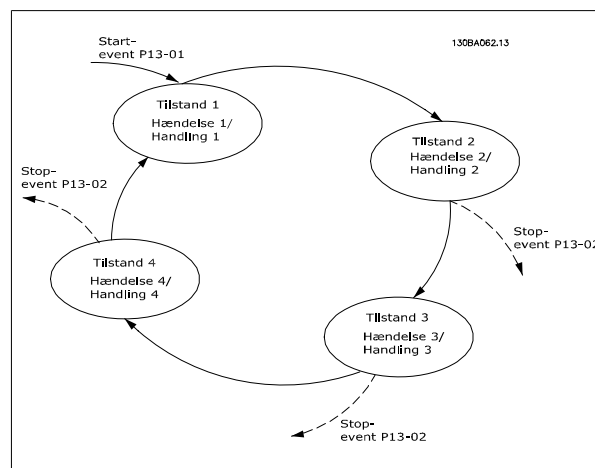 Start-
event P13-01
130BA062.13
Tilstand 1
Hændelse 1/
Handling 1
Tilstand 2
Hændelse 2/
Handling 2
Stop-
event P13-02
Stop-
event P13-02
Tilstand 4
Hændelse 4/
Handling 4
Tilstand 3
Hændelse 3/
Handling 3
Stop-
event P13-02